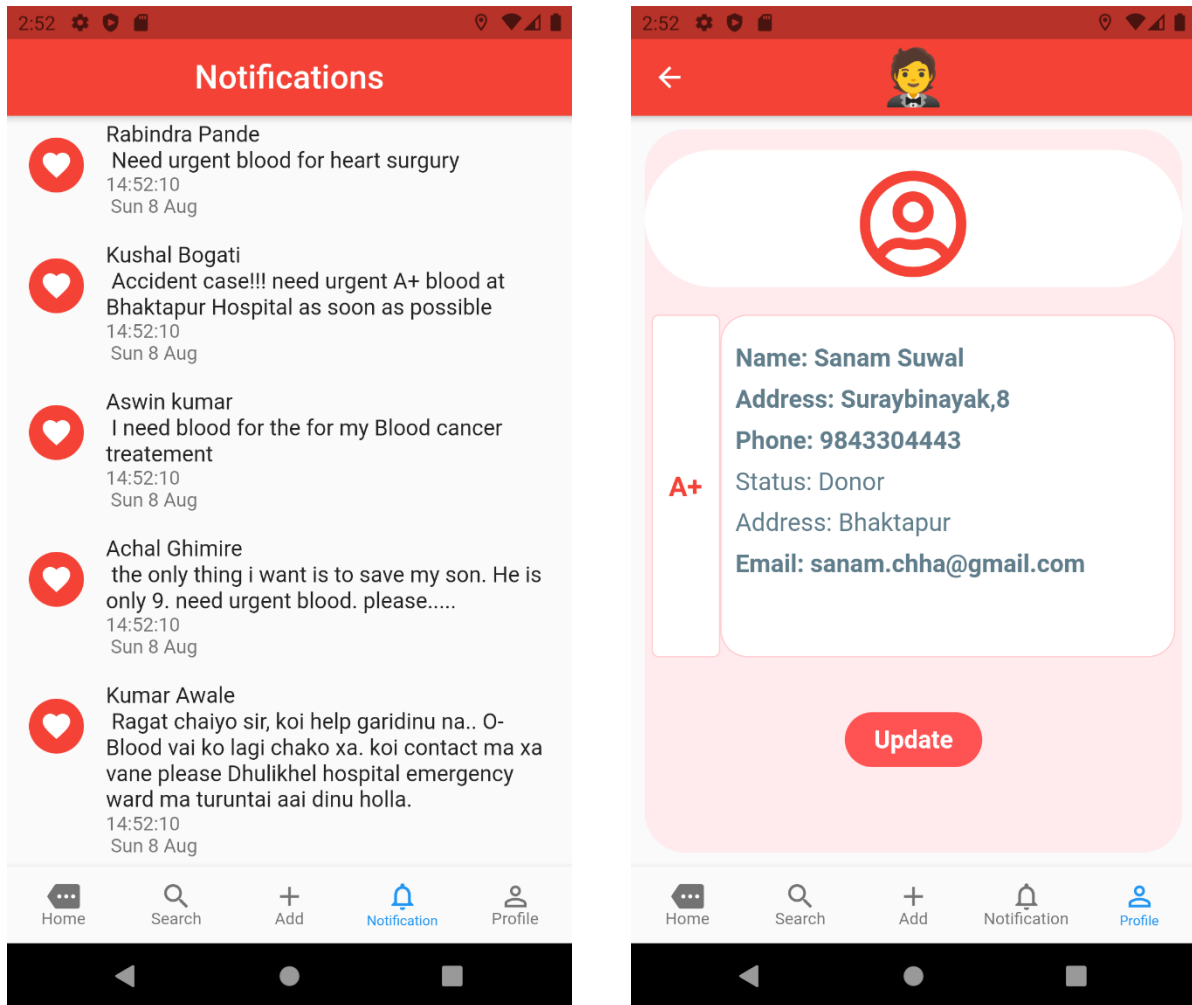 2:52
Notifications
Rabindra Pande
Need urgent blood for heart surgury
14:52:10
Sun 8 Aug
Kushal Bogati
Accident case!!! need urgent A+ blood at
Bhaktapur Hospital as soon as possible
14:52:10
Sun 8 Aug
Aswin kumar
I need blood for the for my Blood cancer
treatement
14:52:10
Sun 8 Aug
Achal Ghimire
the only thing i want is to save my son. He is
only 9. need urgent blood. please.....
14:52:10
Sun 8 Aug
Kumar Awale
Ragat chaiyo sir, koi help garidinu na.. O-
Blood vai ko lagi chako xa. koi contact ma xa
vane please Dhulikhel hospital emergency
ward ma turuntai aai dinu holla.
14:52:10
Sun 8 Aug
Home Search Add Notification Profile
2:52
Name: Sanam Suwal
Address: Suraybinayak,8
Phone: 9843304443
A+
Status: Donor
Address: Bhaktapur
Email: sanam.chha@gmail.com
Update
Home Search Add Notification Profile